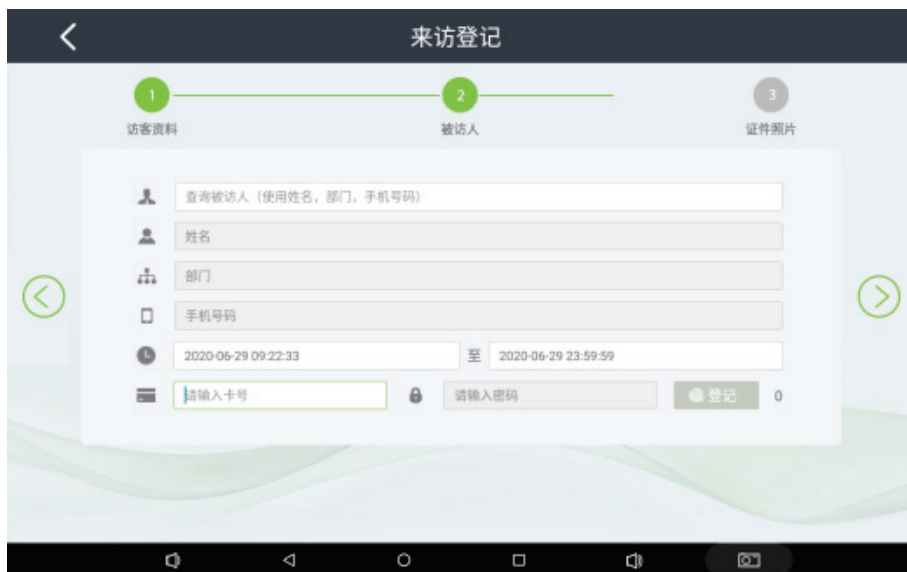 来访登记
1
2
3
访客资料
被访人
证件照片
查询被访人（使用姓名，部门，手机号码）
姓名
部门
手机号码
2020-06-29 09:22:33 至 2020-06-29 23:59:59
请输入卡号 请输入密码 登记 0